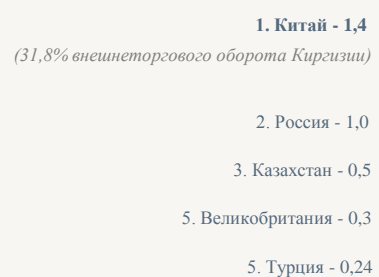 1. Китай - 1,4
(31,8% внешнеторгового оборота Киргизии)
2. Россия - 1,0
3. Казахстан - 0,5
5. Великобритания - 0,3
5. Турция - 0,24